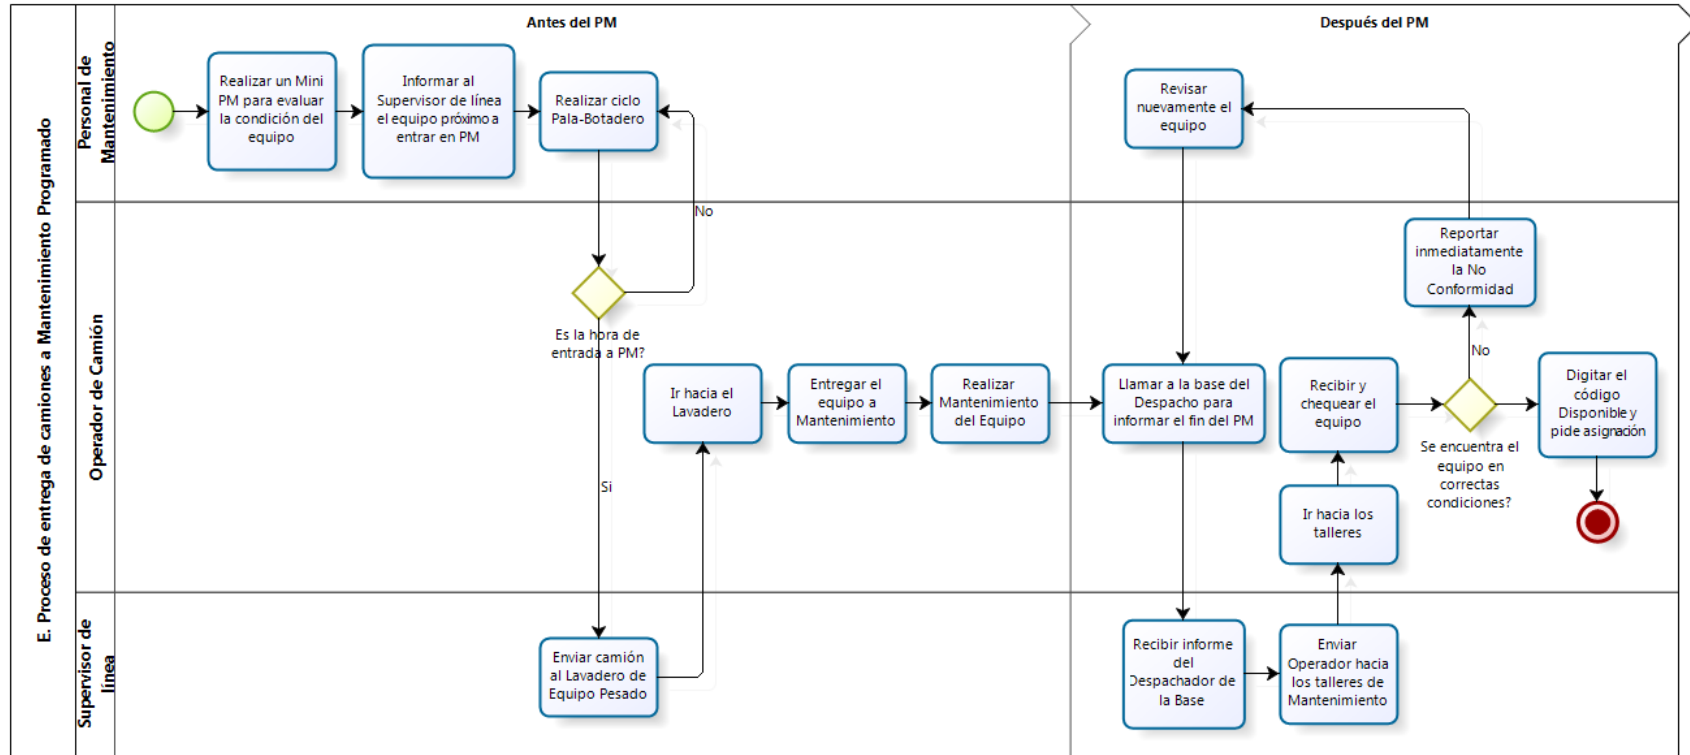 E. Proceso de entrega de camiones a Mantenimiento Programado
Antes del PM
Después del PM
Personal de
Mantenimiento
Realizar un Mini
PM para evaluar
la condición del
equipo
Informar al
Supervisor de línea
el equipo próximo a
entrar en PM
Realizar ciclo
Pala-Botadero
Revisar
nuevamente el
equipo
Operador de Camión
No
Es la hora de
entrada a PM?
Si
Ir hacia el
Lavadero
Entregar el
equipo a
Mantenimiento
Realizar
Mantenimiento
del Equipo
Llamar a la base del
Despacho para
informar el fin del PM
Recibir y
chequear el
equipo
Ir hacia los
talleres
Reportar
inmediatamente
la No
Conformidad
No
Se encuentra el
equipo en
correctas
condiciones?
Digitar el
código
Disponible y
pide asignación
Supervisor de
línea
Enviar camión
al Lavadero de
Equipo Pesado
Recibir informe
del
Despachador de
la Base
Enviar
Operador hacia
los talleres de
Mantenimiento